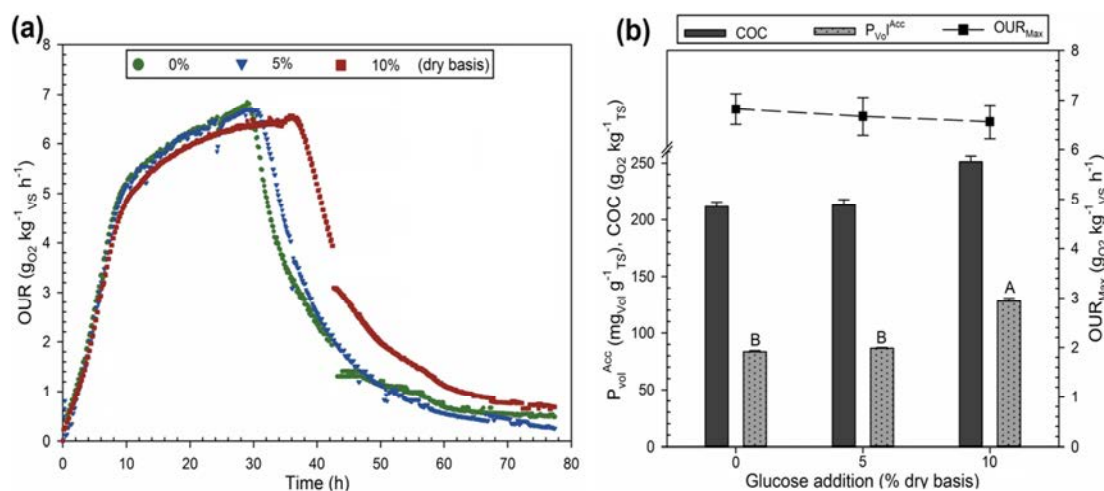 (a)
8
7
6
5
4
3
2
1
0
OUR (gO2 kg-1VS h-1)
0% 5% 10% (dry basis)
0 10 20 30 40 50 60 70 80
Time (h)
(b)
COC PVolAcc OURMax
250
200
150
100
50
0
PvolAcc (mgVol g-1TS), COC (gO2 kg-1TS)
B B A
8
7
6
5
4
3
2
1
0
OURMax (gO2 kg-1VS h-1)
0 5 10
Glucose addition (% dry basis)